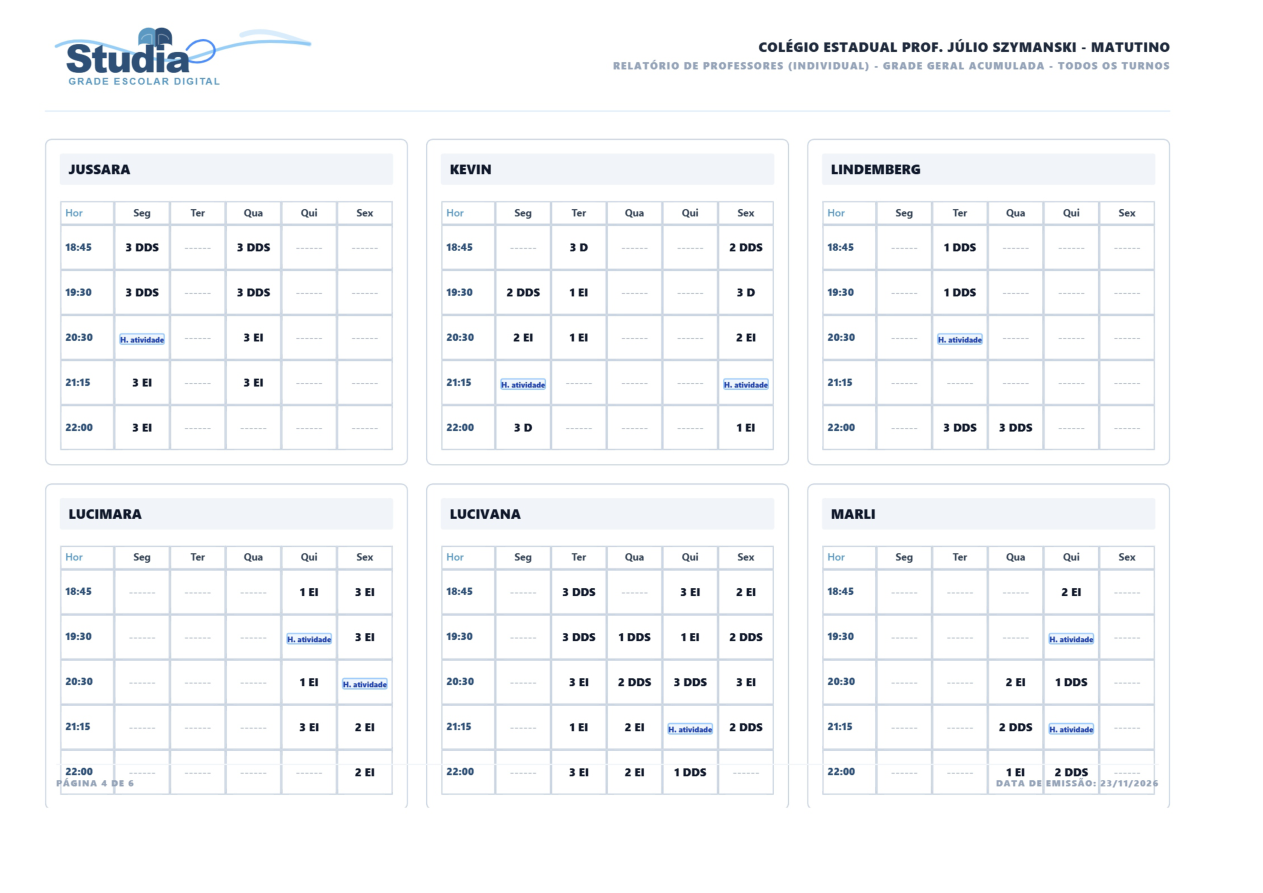 Studia
GRADE ESCOLAR DIGITAL
COLÉGIO ESTADUAL PROF. JÚLIO SZYMANSKI - MATUTINO
RELATÓRIO DE PROFESSORES (INDIVIDUAL) - GRADE GERAL ACUMULADA - TODOS OS TURNOS
JUSSARA
Hor Seg Ter Qua Qui Sex
18:45 3 DDS ------ 3 DDS ------ ------
19:30 3 DDS ------ 3 DDS ------ ------
20:30 H. atividade ------ 3 EI ------ ------
21:15 3 EI ------ 3 EI ------ ------
22:00 3 EI ------ ------ ------ ------
KEVIN
Hor Seg Ter Qua Qui Sex
18:45 ------ 3 D ------ ------ 2 DDS
19:30 2 DDS 1 EI ------ ------ 3 D
20:30 2 EI 1 EI ------ ------ 2 EI
21:15 H. atividade ------ ------ ------ H. atividade
22:00 3 D ------ ------ ------ 1 EI
LINDEMBERG
Hor Seg Ter Qua Qui Sex
18:45 ------ 1 DDS ------ ------ ------
19:30 ------ 1 DDS ------ ------ ------
20:30 ------ H. atividade ------ ------ ------
21:15 ------ ------ ------ ------ ------
22:00 ------ 3 DDS 3 DDS ------ ------
LUCIMARA
Hor Seg Ter Qua Qui Sex
18:45 ------ ------ ------ 1 EI 3 EI
19:30 ------ ------ ------ H. atividade 3 EI
20:30 ------ ------ ------ 1 EI H. atividade
21:15 ------ ------ ------ 3 EI 2 EI
22:00 ------ ------ ------ ------ 2 EI
LUCIVANA
Hor Seg Ter Qua Qui Sex
18:45 ------ 3 DDS ------ 3 EI 2 EI
19:30 ------ 3 DDS 1 DDS 1 EI 2 DDS
20:30 ------ 3 EI 2 DDS 3 DDS 3 EI
21:15 ------ 1 EI 2 EI H. atividade 2 DDS
22:00 ------ 3 EI 2 EI 1 DDS ------
MARLI
Hor Seg Ter Qua Qui Sex
18:45 ------ ------ ------ 2 EI ------
19:30 ------ ------ ------ H. atividade ------
20:30 ------ ------ 2 EI 1 DDS ------
21:15 ------ ------ 2 DDS H. atividade ------
22:00 ------ ------ 1 EI 2 DDS ------
PÁGINA 4 DE 6
DATA DE EMISSÃO: 23/11/2026